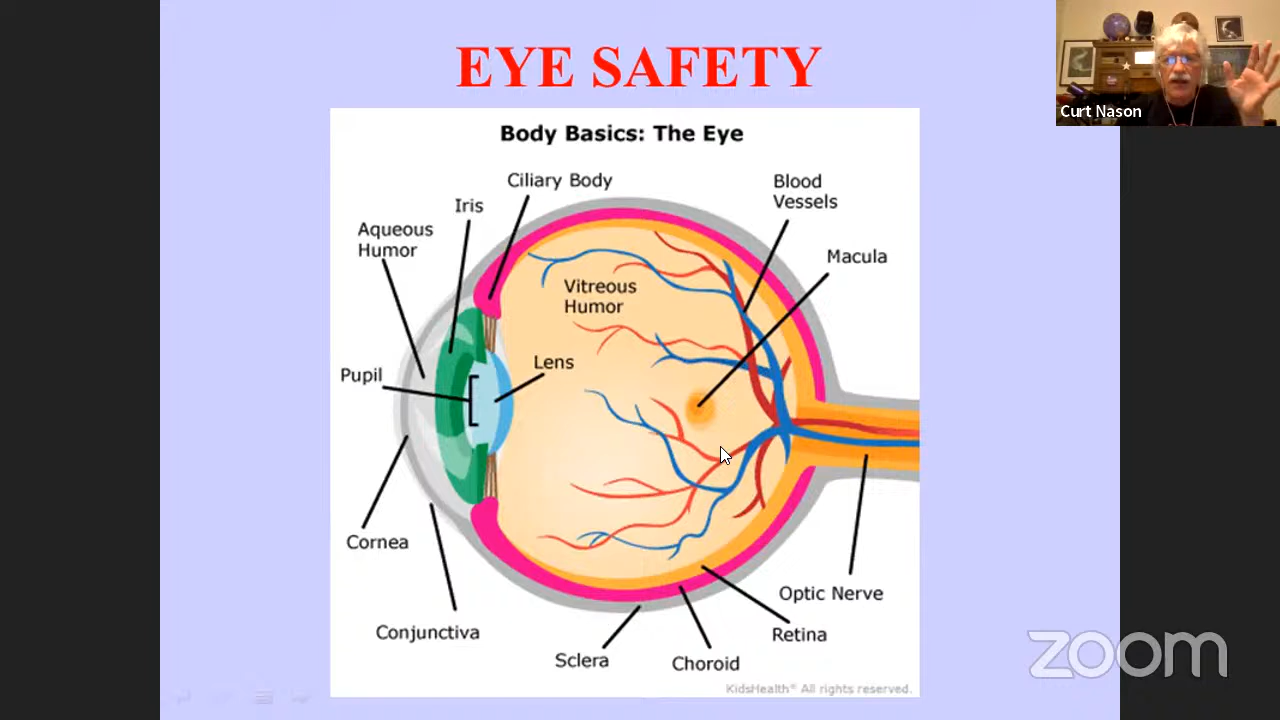 EYE SAFETY
Curt Nason
Body Basics: The Eye
Ciliary Body
Blood
Vessels
Iris
Aqueous
Humor
Macula
Vitreous
Humor
Lens
Pupil
Cornea
Optic Nerve
Conjunctiva
Retina
Sclera
Choroid
KidsHealth® All rights reserved.
zoom